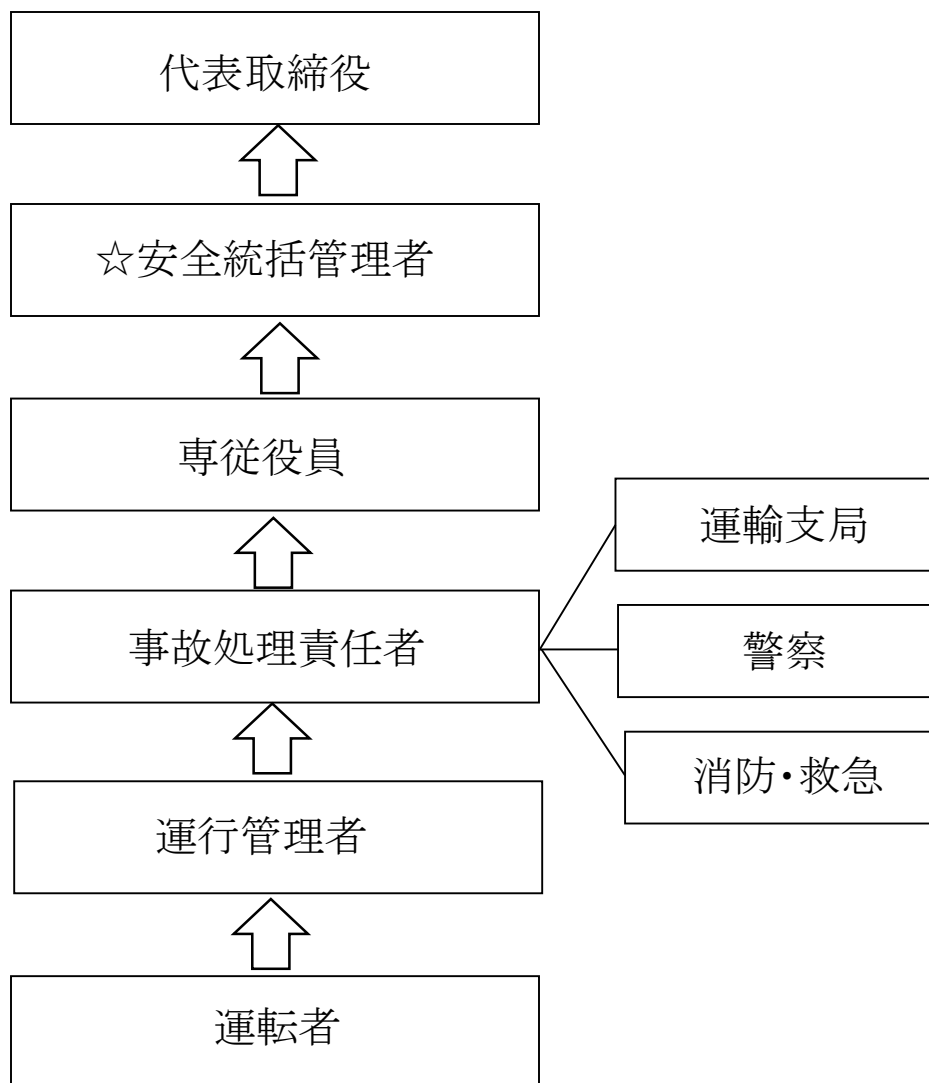 代表取締役
☆安全統括管理者
専従役員
運輸支局
事故処理責任者
警察
消防・救急
運行管理者
運転者